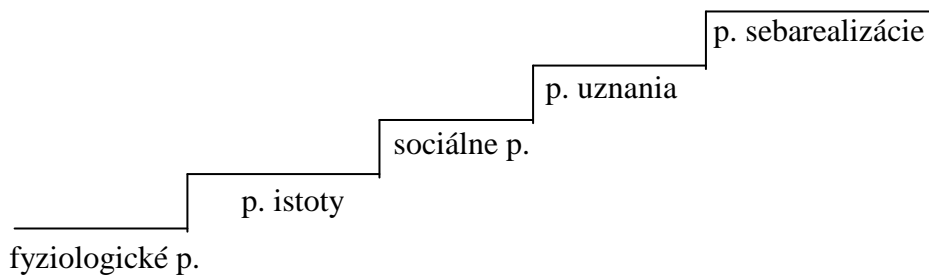 p. sebarealizácie
p. uznania
sociálne p.
p. istoty
fyziologické p.